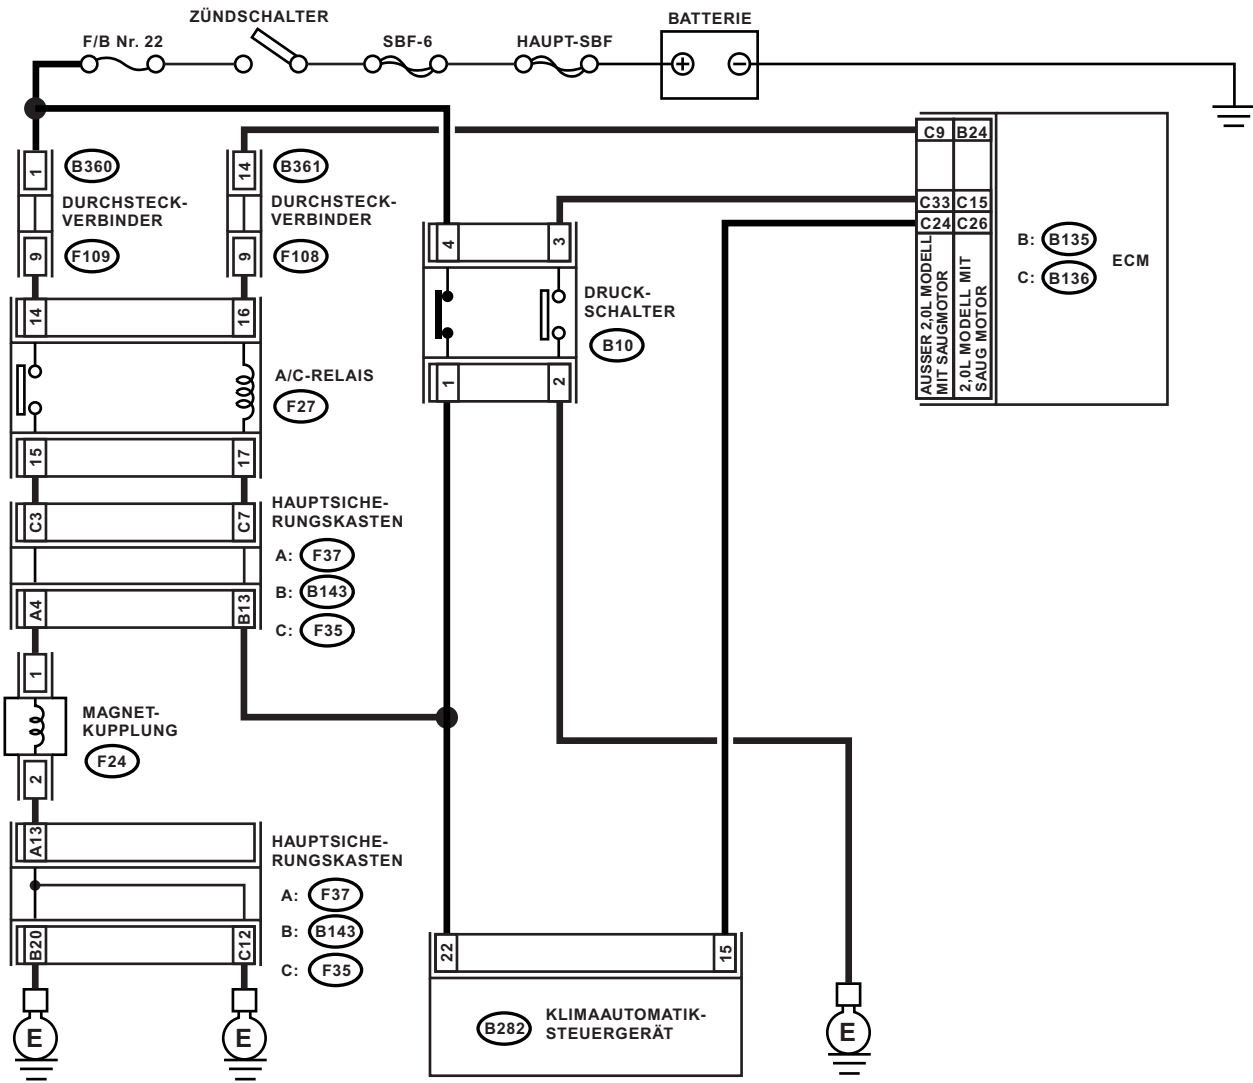 ZÜNDSCHALTER
F/B Nr. 22
SBF-6
HAUPT-SBF
BATTERIE
1
B360
14
B361
DURCHSTECK-
VERBINDER
DURCHSTECK-
VERBINDER
9
F109
9
F108
C9 B24
C33 C15
C24 C26
AUSSER 2,0L MODELL
MIT SAUGMOTOR
2,0L MODELL MIT
SAUG MOTOR
B: B135
C: B136
ECM
4
3
DRUCK-
SCHALTER
B10
1
2
14
16
A/C-RELAIS
F27
15
17
C3
C7
HAUPTSICHE-
RUNGSKASTEN
A: F37
B: B143
C: F35
A4
B13
1
MAGNET-
KUPPLUNG
F24
2
A13
HAUPTSICHE-
RUNGSKASTEN
A: F37
B: B143
C: F35
B20
C12
E
E
22
15
B282
KLIMAAUTOMATIK-
STEUERGERÄT
E